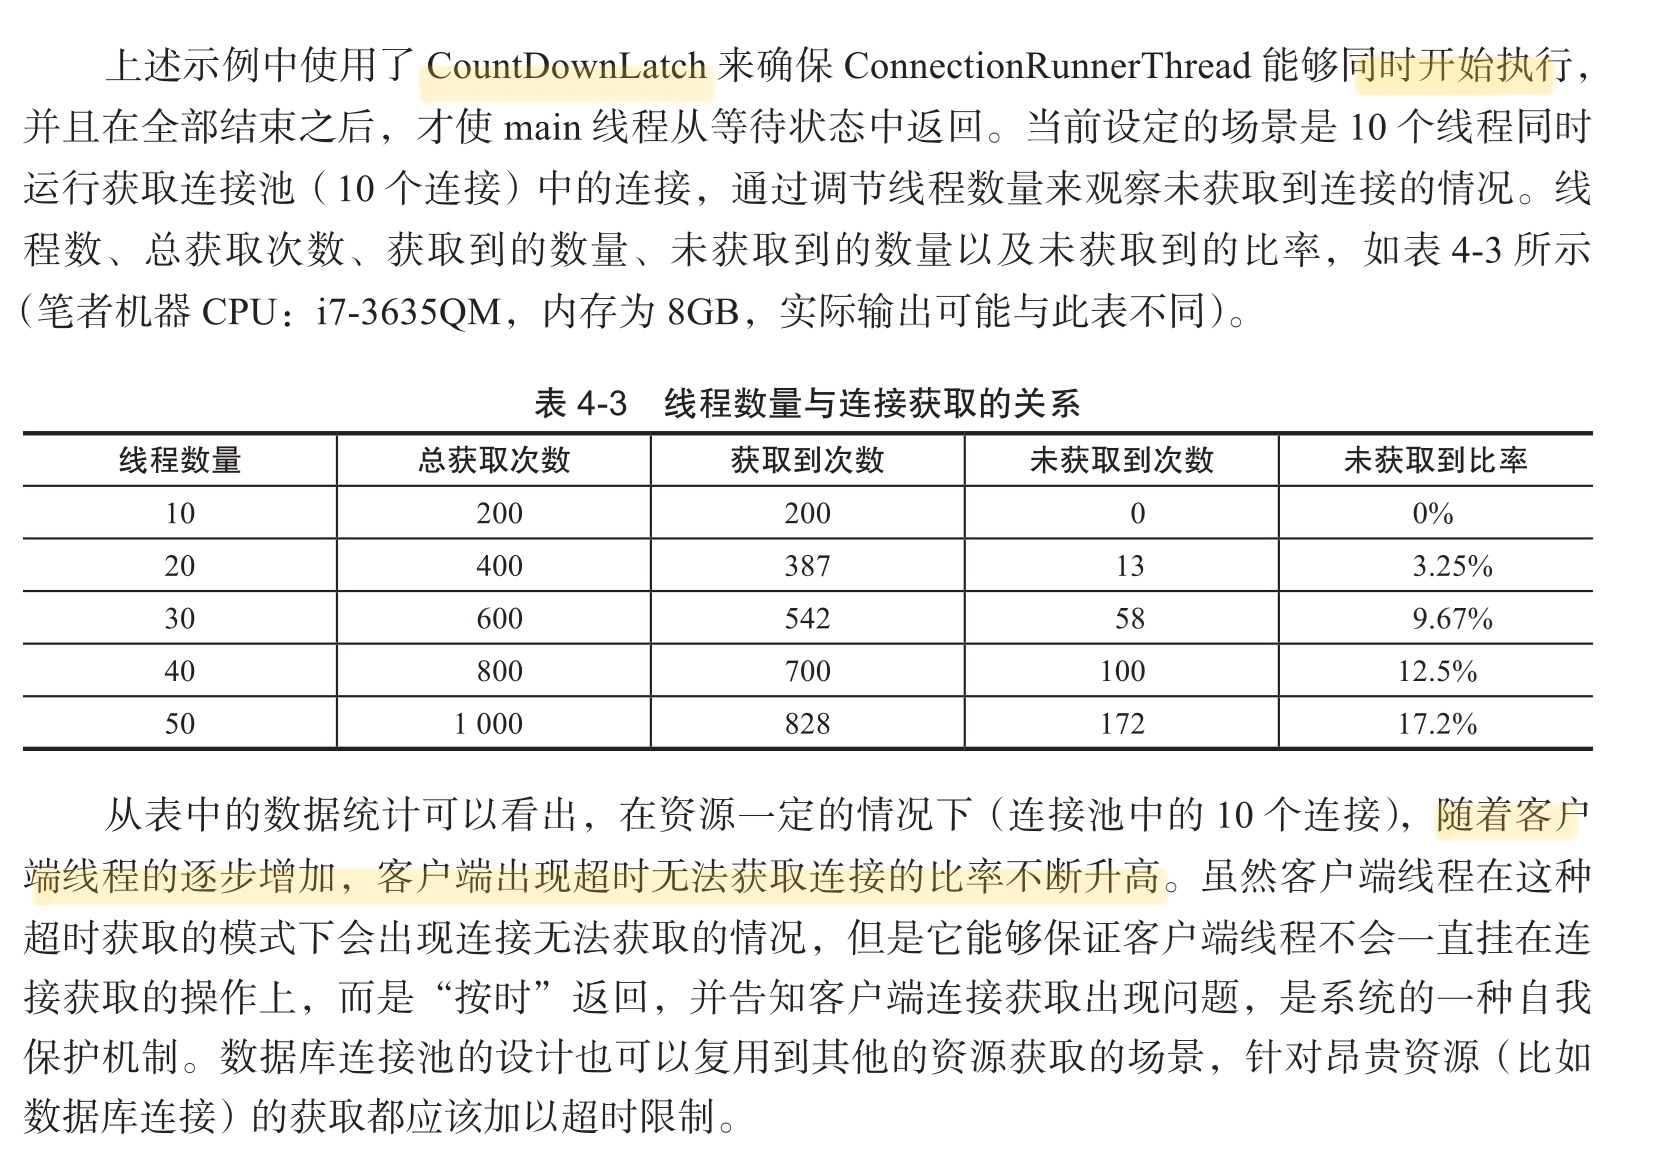 上述示例中使用了 CountDownLatch 来确保 ConnectionRunnerThread 能够同时开始执行，
并且在全部结束之后，才使 main 线程从等待状态中返回。当前设定的场景是 10 个线程同时
运行获取连接池（10 个连接）中的连接，通过调节线程数量来观察未获取到连接的情况。线
程数、总获取次数、获取到的数量、未获取到的数量以及未获取到的比率，如表 4-3 所示
（笔者机器 CPU：i7-3635QM，内存为 8GB，实际输出可能与此表不同）。
表 4-3 线程数量与连接获取的关系
线程数量 总获取次数 获取到次数 未获取到次数 未获取到比率
10 200 200 0 0%
20 400 387 13 3.25%
30 600 542 58 9.67%
40 800 700 100 12.5%
50 1 000 828 172 17.2%
从表中的数据统计可以看出，在资源一定的情况下（连接池中的 10 个连接），随着客户
端线程的逐步增加，客户端出现超时无法获取连接的比率不断升高。虽然客户端线程在这种
超时获取的模式下会出现连接无法获取的情况，但是它能够保证客户端线程不会一直挂在连
接获取的操作上，而是“按时”返回，并告知客户端连接获取出现问题，是系统的一种自我
保护机制。数据库连接池的设计也可以复用到其他的资源获取的场景，针对昂贵资源（比如
数据库连接）的获取都应该加以超时限制。